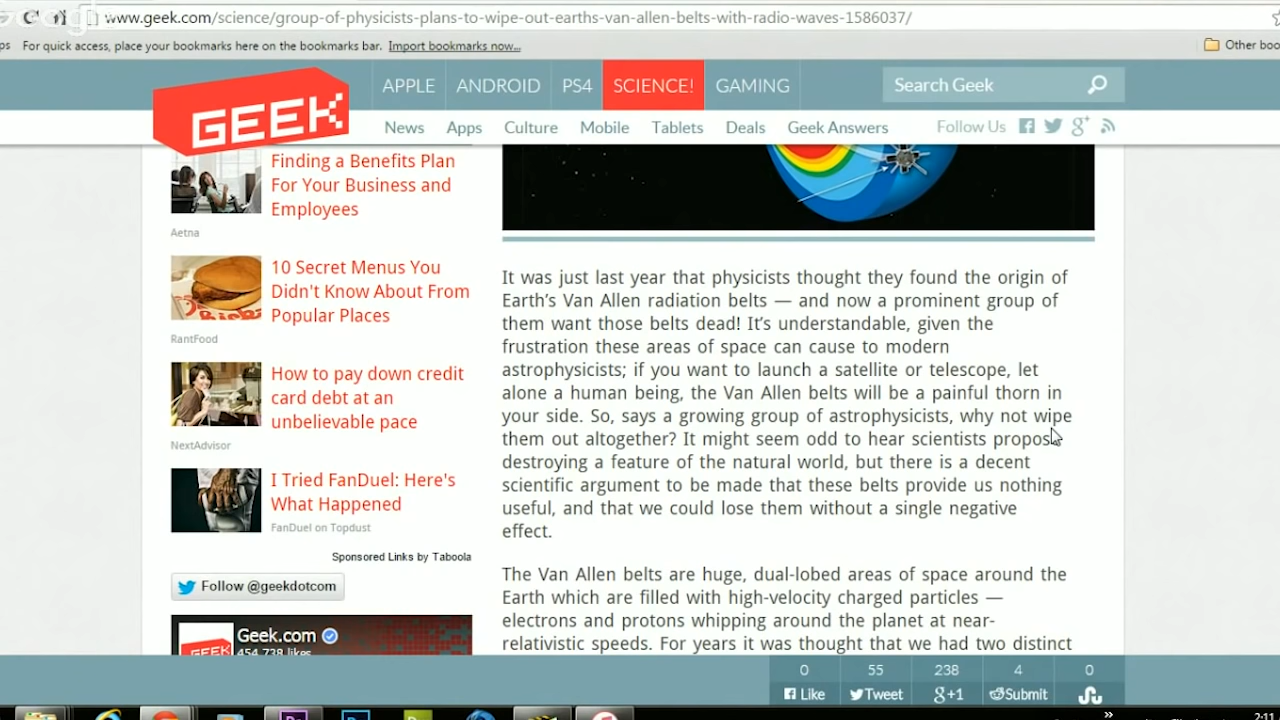 www.geek.com/science/group-of-physicists-plans-to-wipe-out-earths-van-allen-belts-with-radio-waves-1586037/
For quick access, place your bookmarks here on the bookmarks bar. Import bookmarks now...
Other boo
GEEK
APPLE ANDROID PS4 SCIENCE! GAMING
Search Geek
News Apps Culture Mobile Tablets Deals Geek Answers
Follow Us
Finding a Benefits Plan
For Your Business and
Employees
Aetna
10 Secret Menus You
Didn't Know About From
Popular Places
RantFood
How to pay down credit
card debt at an
unbelievable pace
NextAdvisor
I Tried FanDuel: Here's
What Happened
FanDuel on Topdust
Sponsored Links by Taboola
Follow @geekdotcom
GEEK
Geek.com
454,738 likes
It was just last year that physicists thought they found the origin of
Earth's Van Allen radiation belts — and now a prominent group of
them want those belts dead! It's understandable, given the
frustration these areas of space can cause to modern
astrophysicists; if you want to launch a satellite or telescope, let
alone a human being, the Van Allen belts will be a painful thorn in
your side. So, says a growing group of astrophysicists, why not wipe
them out altogether? It might seem odd to hear scientists propose
destroying a feature of the natural world, but there is a decent
scientific argument to be made that these belts provide us nothing
useful, and that we could lose them without a single negative
effect.
The Van Allen belts are huge, dual-lobed areas of space around the
Earth which are filled with high-velocity charged particles —
electrons and protons whipping around the planet at near-
relativistic speeds. For years it was thought that we had two distinct
0 55 238 4 0
Like Tweet +1 Submit
2:11